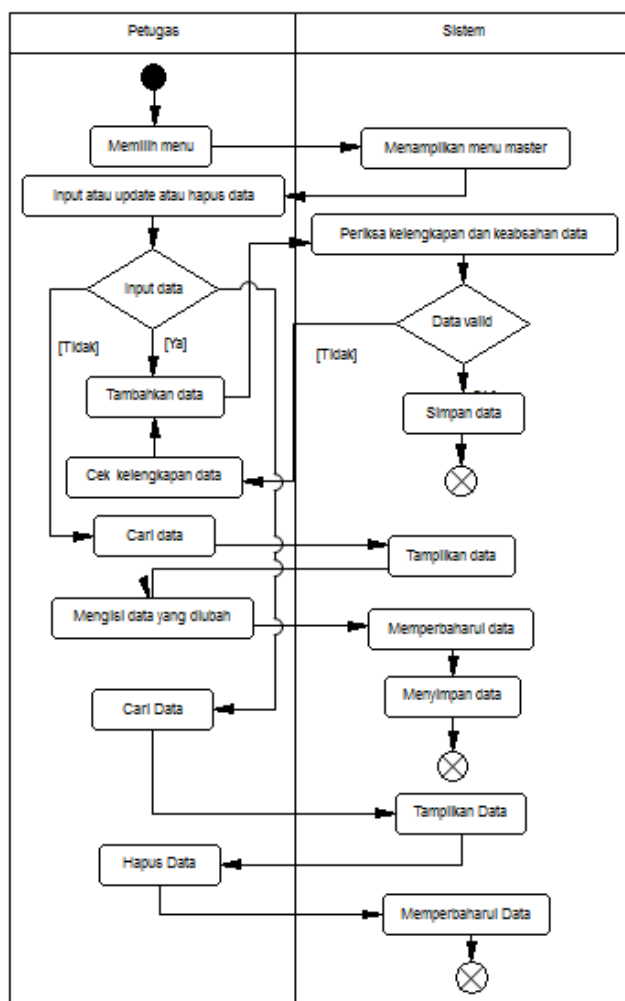 Petugas
Sistem
Memilih menu
Menampilkan menu master
Input atau update atau hapus data
Periksa kelengkapan dan keabsahan data
Input data
Data valid
[Tidak]
[Ya]
[Tidak]
Tambahkan data
Simpan data
Cek kelengkapan data
Cari data
Tampilkan data
Mengisi data yang diubah
Memperbaharui data
Cari Data
Menyimpan data
Tampilkan Data
Hapus Data
Memperbaharui Data